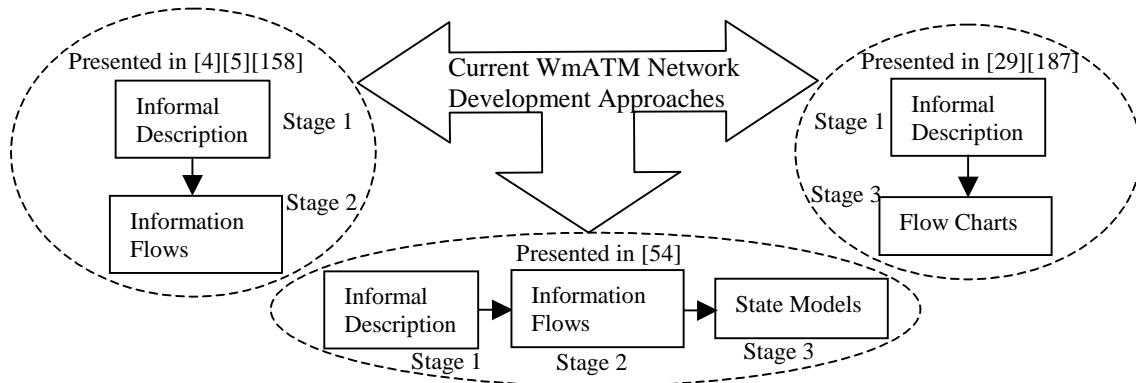 Presented in [4][5][158]
Informal
Description
Stage 1
Information
Flows
Stage 2
Current WmATM Network
Development Approaches
Presented in [29][187]
Stage 1
Informal
Description
Stage 3
Flow Charts
Presented in [54]
Informal
Description
Stage 1
Information
Flows
Stage 2
State Models
Stage 3